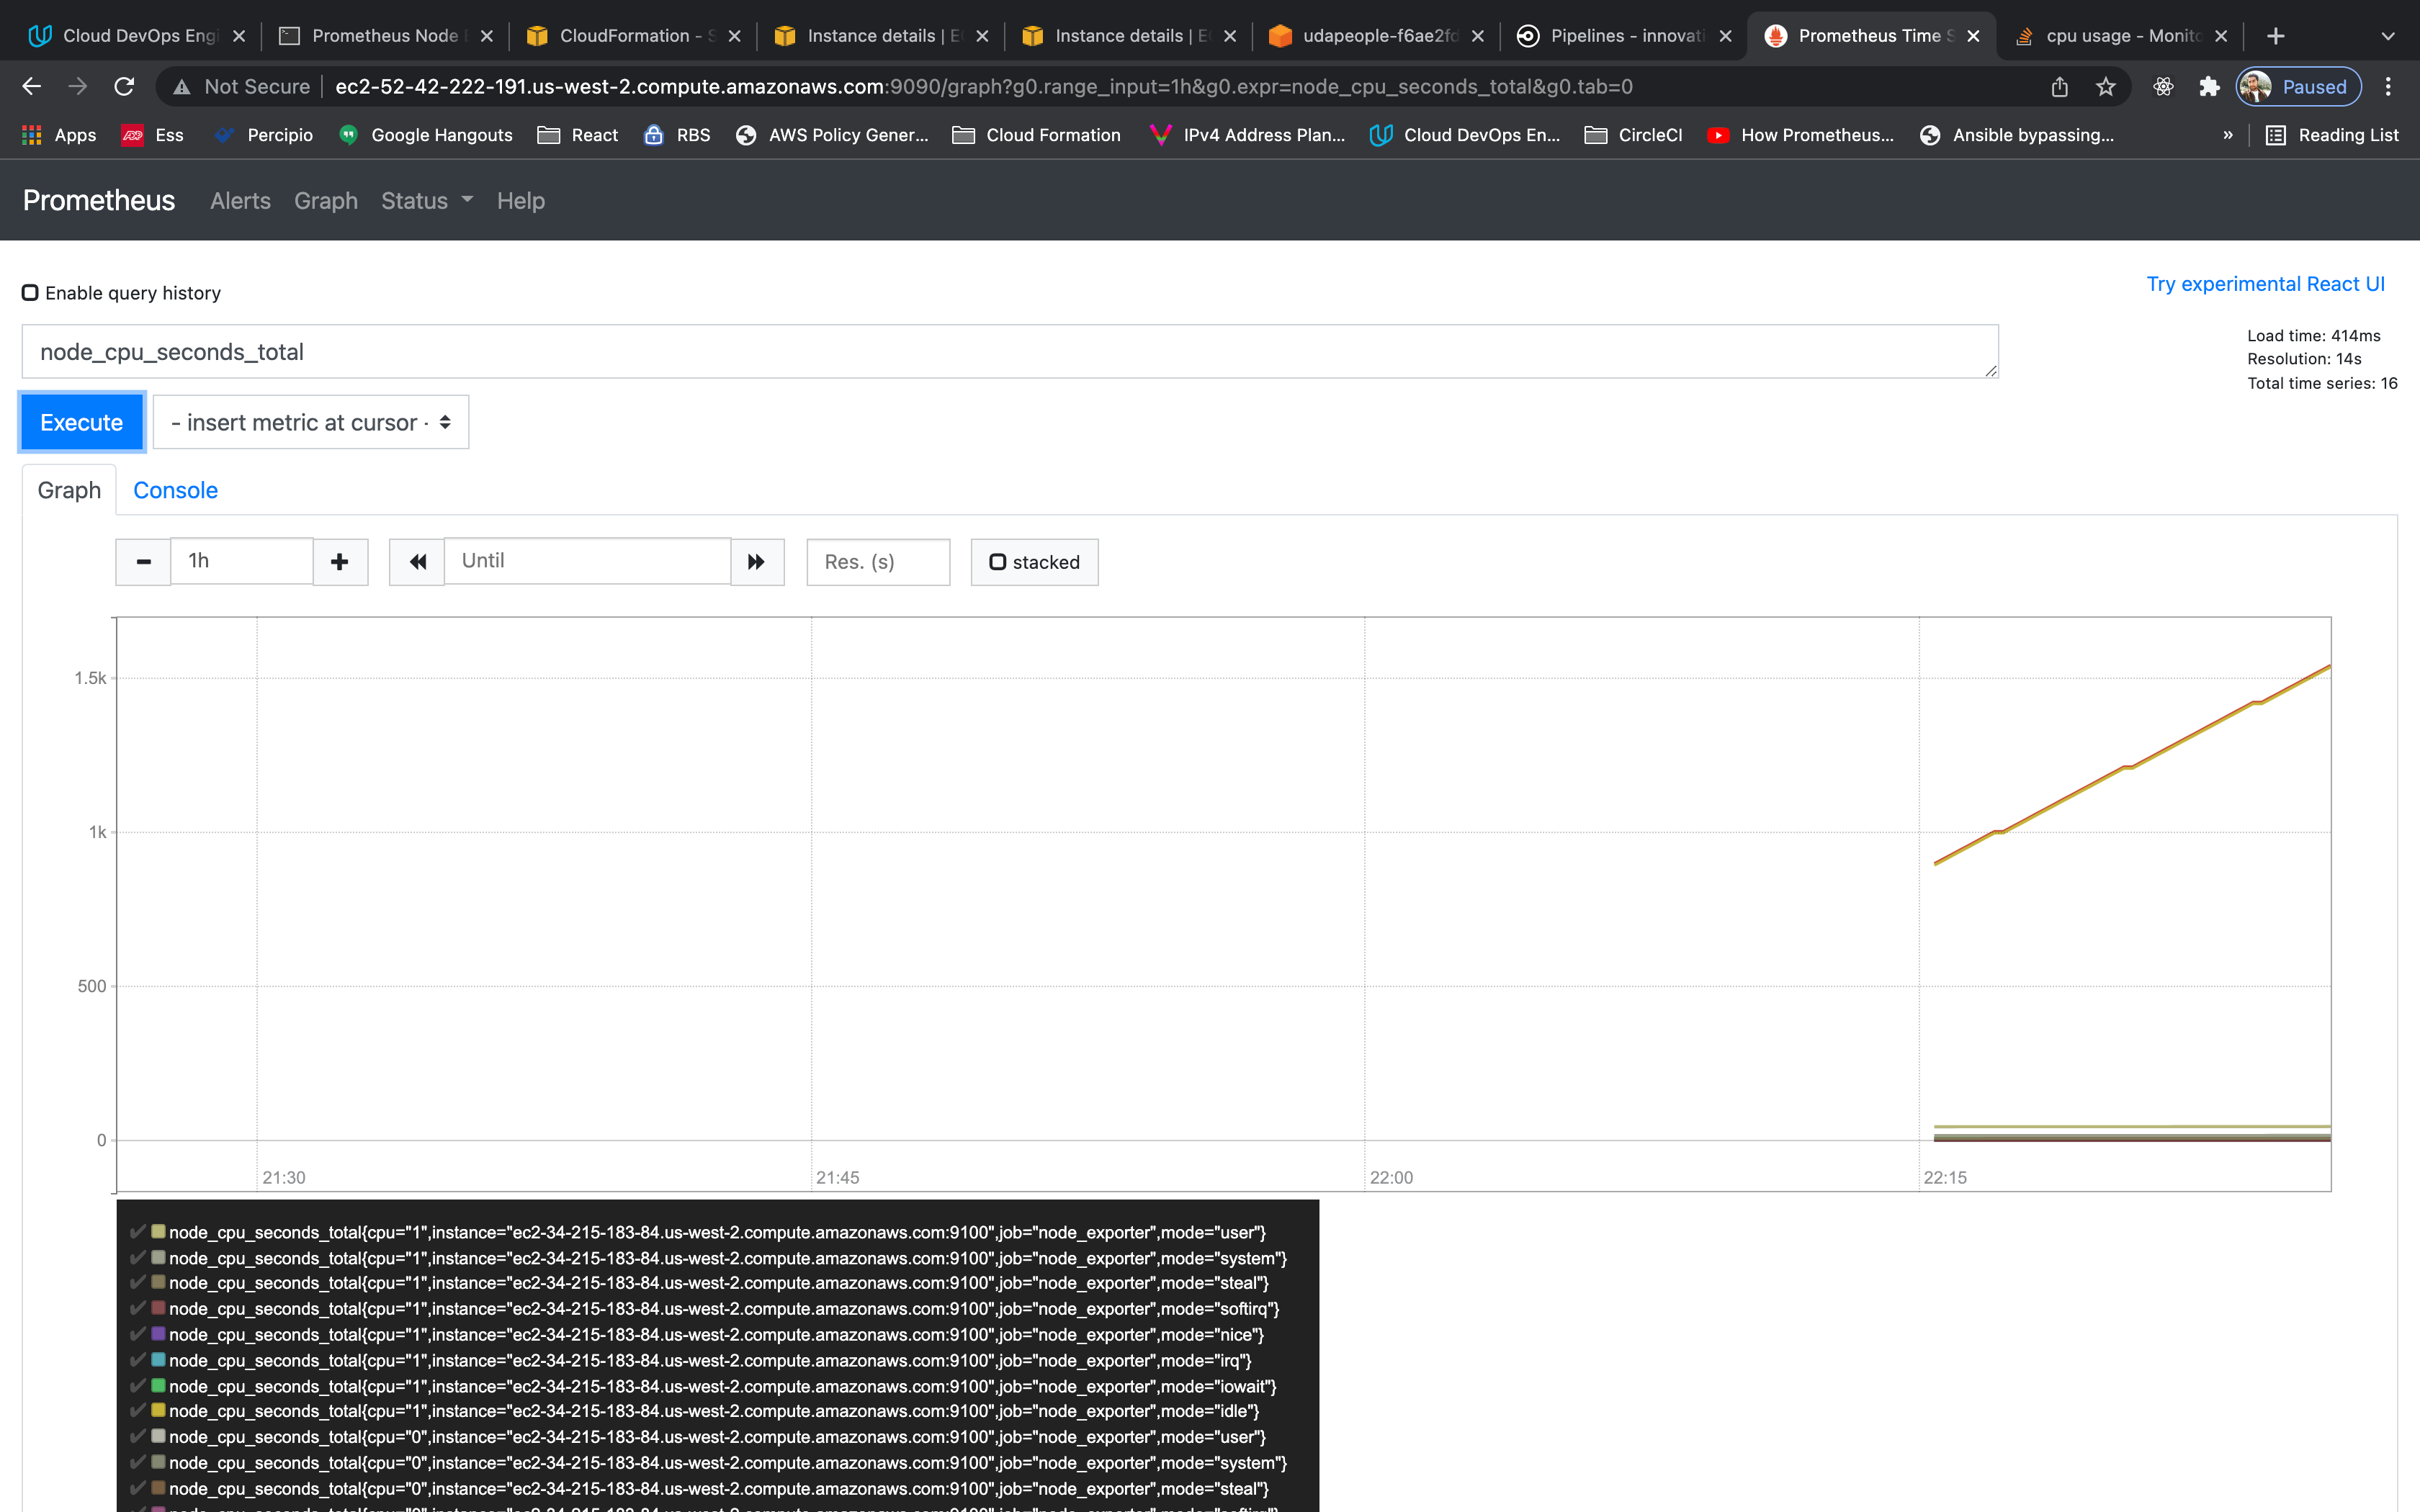 Cloud DevOps Engi
Prometheus Node E
CloudFormation - S
Instance details | E
Instance details | E
udapeople-f6ae2fd
Pipelines - innovati
Prometheus Time S
cpu usage - Monito
Not Secure
ec2-52-42-222-191.us-west-2.compute.amazonaws.com:9090/graph?g0.range_input=1h&g0.expr=node_cpu_seconds_total&g0.tab=0
Paused
Apps
Ess
Percipio
Google Hangouts
React
RBS
AWS Policy Gener...
Cloud Formation
IPv4 Address Plan...
Cloud DevOps En...
CircleCI
How Prometheus...
Ansible bypassing...
»
Reading List
Prometheus
Alerts
Graph
Status
Help
Enable query history
Try experimental React UI
node_cpu_seconds_total
Load time: 414ms
Resolution: 14s
Total time series: 16
Execute
- insert metric at cursor -
Graph
Console
1h
Until
Res. (s)
stacked
1.5k
1k
500
0
21:30
21:45
22:00
22:15
node_cpu_seconds_total{cpu="1",instance="ec2-34-215-183-84.us-west-2.compute.amazonaws.com:9100",job="node_exporter",mode="user"}
node_cpu_seconds_total{cpu="1",instance="ec2-34-215-183-84.us-west-2.compute.amazonaws.com:9100",job="node_exporter",mode="system"}
node_cpu_seconds_total{cpu="1",instance="ec2-34-215-183-84.us-west-2.compute.amazonaws.com:9100",job="node_exporter",mode="steal"}
node_cpu_seconds_total{cpu="1",instance="ec2-34-215-183-84.us-west-2.compute.amazonaws.com:9100",job="node_exporter",mode="softirq"}
node_cpu_seconds_total{cpu="1",instance="ec2-34-215-183-84.us-west-2.compute.amazonaws.com:9100",job="node_exporter",mode="nice"}
node_cpu_seconds_total{cpu="1",instance="ec2-34-215-183-84.us-west-2.compute.amazonaws.com:9100",job="node_exporter",mode="irq"}
node_cpu_seconds_total{cpu="1",instance="ec2-34-215-183-84.us-west-2.compute.amazonaws.com:9100",job="node_exporter",mode="iowait"}
node_cpu_seconds_total{cpu="1",instance="ec2-34-215-183-84.us-west-2.compute.amazonaws.com:9100",job="node_exporter",mode="idle"}
node_cpu_seconds_total{cpu="0",instance="ec2-34-215-183-84.us-west-2.compute.amazonaws.com:9100",job="node_exporter",mode="user"}
node_cpu_seconds_total{cpu="0",instance="ec2-34-215-183-84.us-west-2.compute.amazonaws.com:9100",job="node_exporter",mode="system"}
node_cpu_seconds_total{cpu="0",instance="ec2-34-215-183-84.us-west-2.compute.amazonaws.com:9100",job="node_exporter",mode="steal"}